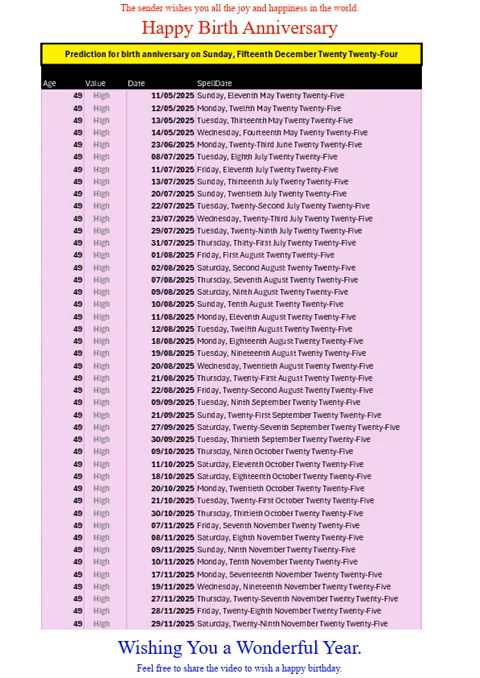 The sender wishes you all the joy and happiness in the world.
Happy Birth Anniversary
Prediction for birth anniversary on Sunday, Fifteenth December Twenty Twenty-Four
Age Value Date SpellDate
49 High 11/05/2025 Sunday, Eleventh May Twenty Twenty-Five
49 High 12/05/2025 Monday, Twelfth May Twenty Twenty-Five
49 High 13/05/2025 Tuesday, Thirteenth May Twenty Twenty-Five
49 High 14/05/2025 Wednesday, Fourteenth May Twenty Twenty-Five
49 High 23/06/2025 Monday, Twenty-Third June Twenty Twenty-Five
49 High 08/07/2025 Tuesday, Eighth July Twenty Twenty-Five
49 High 11/07/2025 Friday, Eleventh July Twenty Twenty-Five
49 High 13/07/2025 Sunday, Thirteenth July Twenty Twenty-Five
49 High 20/07/2025 Sunday, Twentieth July Twenty Twenty-Five
49 High 22/07/2025 Tuesday, Twenty-Second July Twenty Twenty-Five
49 High 23/07/2025 Wednesday, Twenty-Third July Twenty Twenty-Five
49 High 29/07/2025 Tuesday, Twenty-Ninth July Twenty Twenty-Five
49 High 31/07/2025 Thursday, Thirty-First July Twenty Twenty-Five
49 High 01/08/2025 Friday, First August Twenty Twenty-Five
49 High 02/08/2025 Saturday, Second August Twenty Twenty-Five
49 High 07/08/2025 Thursday, Seventh August Twenty Twenty-Five
49 High 09/08/2025 Saturday, Ninth August Twenty Twenty-Five
49 High 10/08/2025 Sunday, Tenth August Twenty Twenty-Five
49 High 11/08/2025 Monday, Eleventh August Twenty Twenty-Five
49 High 12/08/2025 Tuesday, Twelfth August Twenty Twenty-Five
49 High 18/08/2025 Monday, Eighteenth August Twenty Twenty-Five
49 High 19/08/2025 Tuesday, Nineteenth August Twenty Twenty-Five
49 High 20/08/2025 Wednesday, Twentieth August Twenty Twenty-Five
49 High 21/08/2025 Thursday, Twenty-First August Twenty Twenty-Five
49 High 22/08/2025 Friday, Twenty-Second August Twenty Twenty-Five
49 High 09/09/2025 Tuesday, Ninth September Twenty Twenty-Five
49 High 21/09/2025 Sunday, Twenty-First September Twenty Twenty-Five
49 High 27/09/2025 Saturday, Twenty-Seventh September Twenty Twenty-Five
49 High 30/09/2025 Tuesday, Thirtieth September Twenty Twenty-Five
49 High 09/10/2025 Thursday, Ninth October Twenty Twenty-Five
49 High 11/10/2025 Saturday, Eleventh October Twenty Twenty-Five
49 High 18/10/2025 Saturday, Eighteenth October Twenty Twenty-Five
49 High 20/10/2025 Monday, Twentieth October Twenty Twenty-Five
49 High 21/10/2025 Tuesday, Twenty-First October Twenty Twenty-Five
49 High 30/10/2025 Thursday, Thirtieth October Twenty Twenty-Five
49 High 07/11/2025 Friday, Seventh November Twenty Twenty-Five
49 High 08/11/2025 Saturday, Eighth November Twenty Twenty-Five
49 High 09/11/2025 Sunday, Ninth November Twenty Twenty-Five
49 High 10/11/2025 Monday, Tenth November Twenty Twenty-Five
49 High 17/11/2025 Monday, Seventeenth November Twenty Twenty-Five
49 High 19/11/2025 Wednesday, Nineteenth November Twenty Twenty-Five
49 High 27/11/2025 Thursday, Twenty-Seventh November Twenty Twenty-Five
49 High 28/11/2025 Friday, Twenty-Eighth November Twenty Twenty-Five
49 High 29/11/2025 Saturday, Twenty-Ninth November Twenty Twenty-Five
Wishing You a Wonderful Year.
Feel free to share the video to wish a happy birthday.